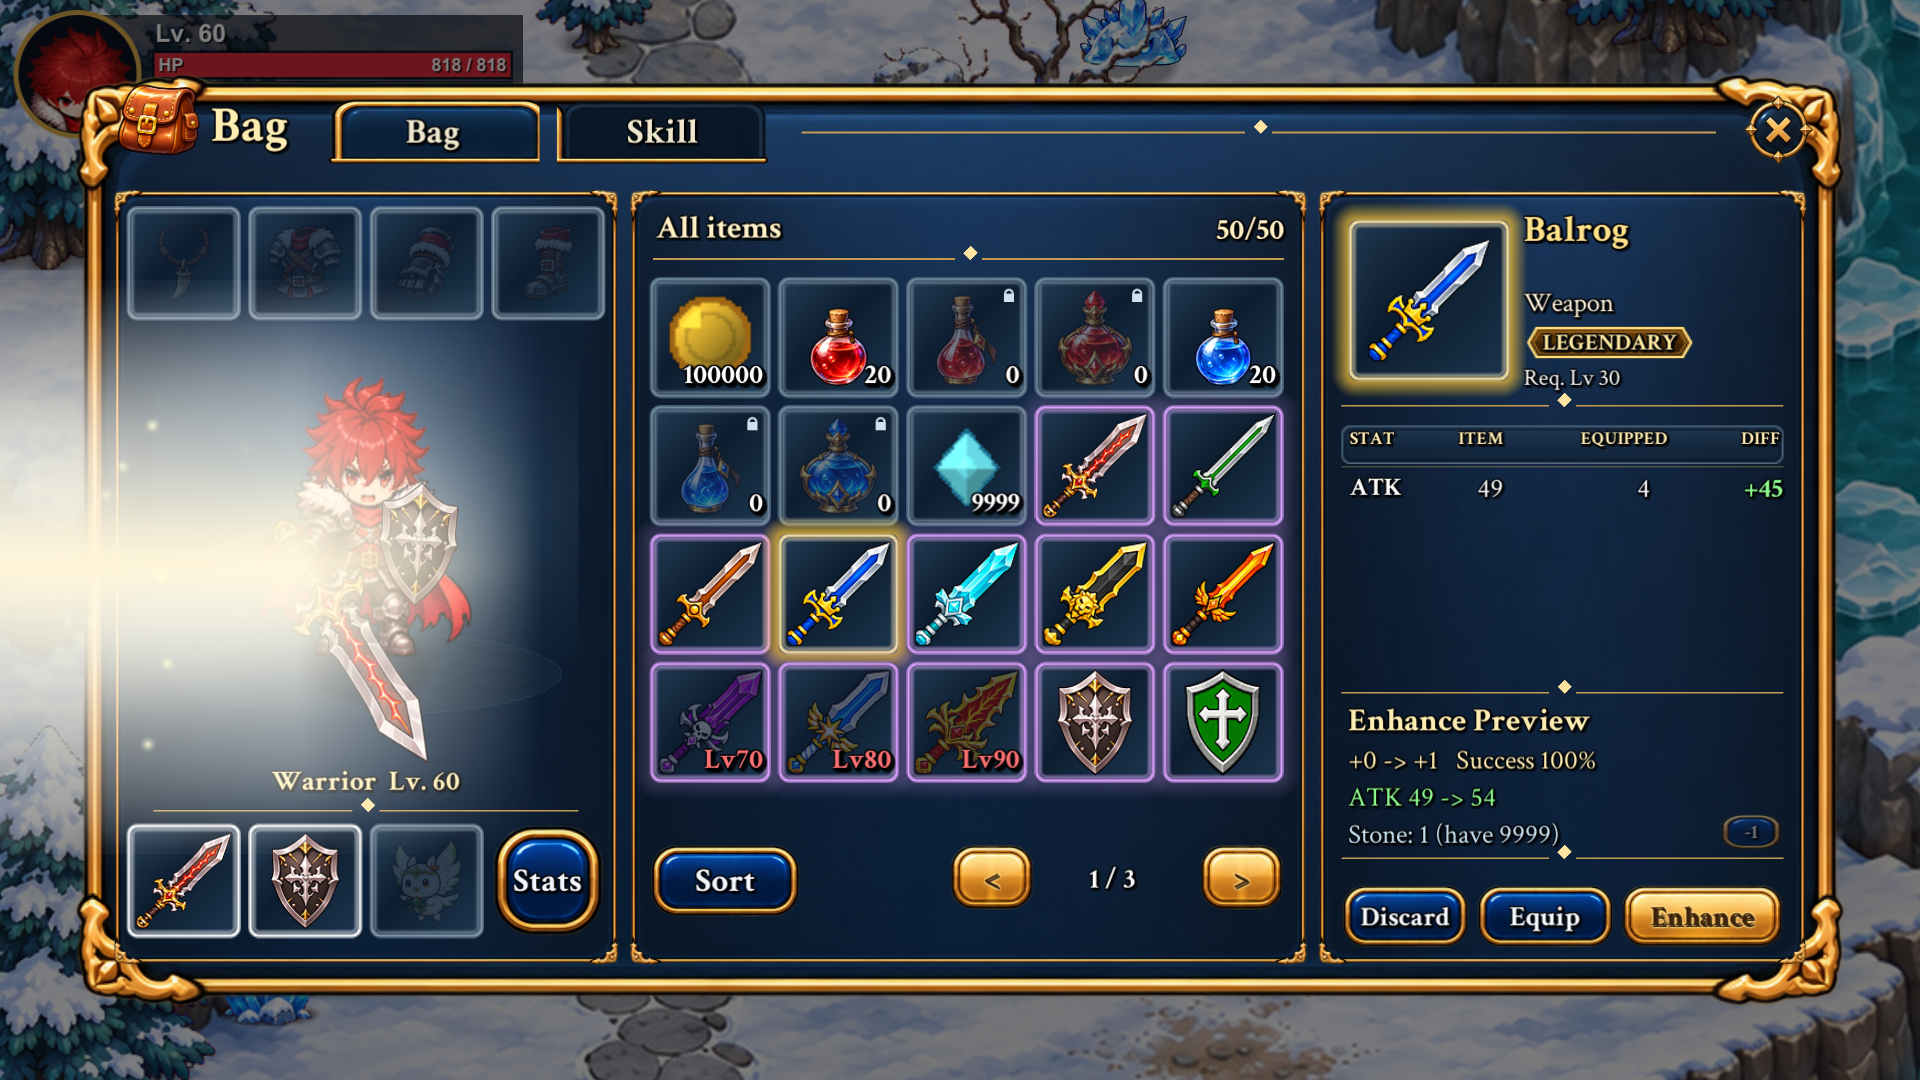 Lv. 60
HP 818 / 818
Bag
Bag
Skill
All items
50/50
100000
20
0
0
20
0
0
9999
Lv70
Lv80
Lv90
Warrior Lv. 60
Stats
Sort
<
1 / 3
>
Balrog
Weapon
LEGENDARY
Req. Lv 30
STAT ITEM EQUIPPED DIFF
ATK 49 4 +45
Enhance Preview
+0 -> +1 Success 100%
ATK 49 -> 54
Stone: 1 (have 9999)
-1
Discard
Equip
Enhance